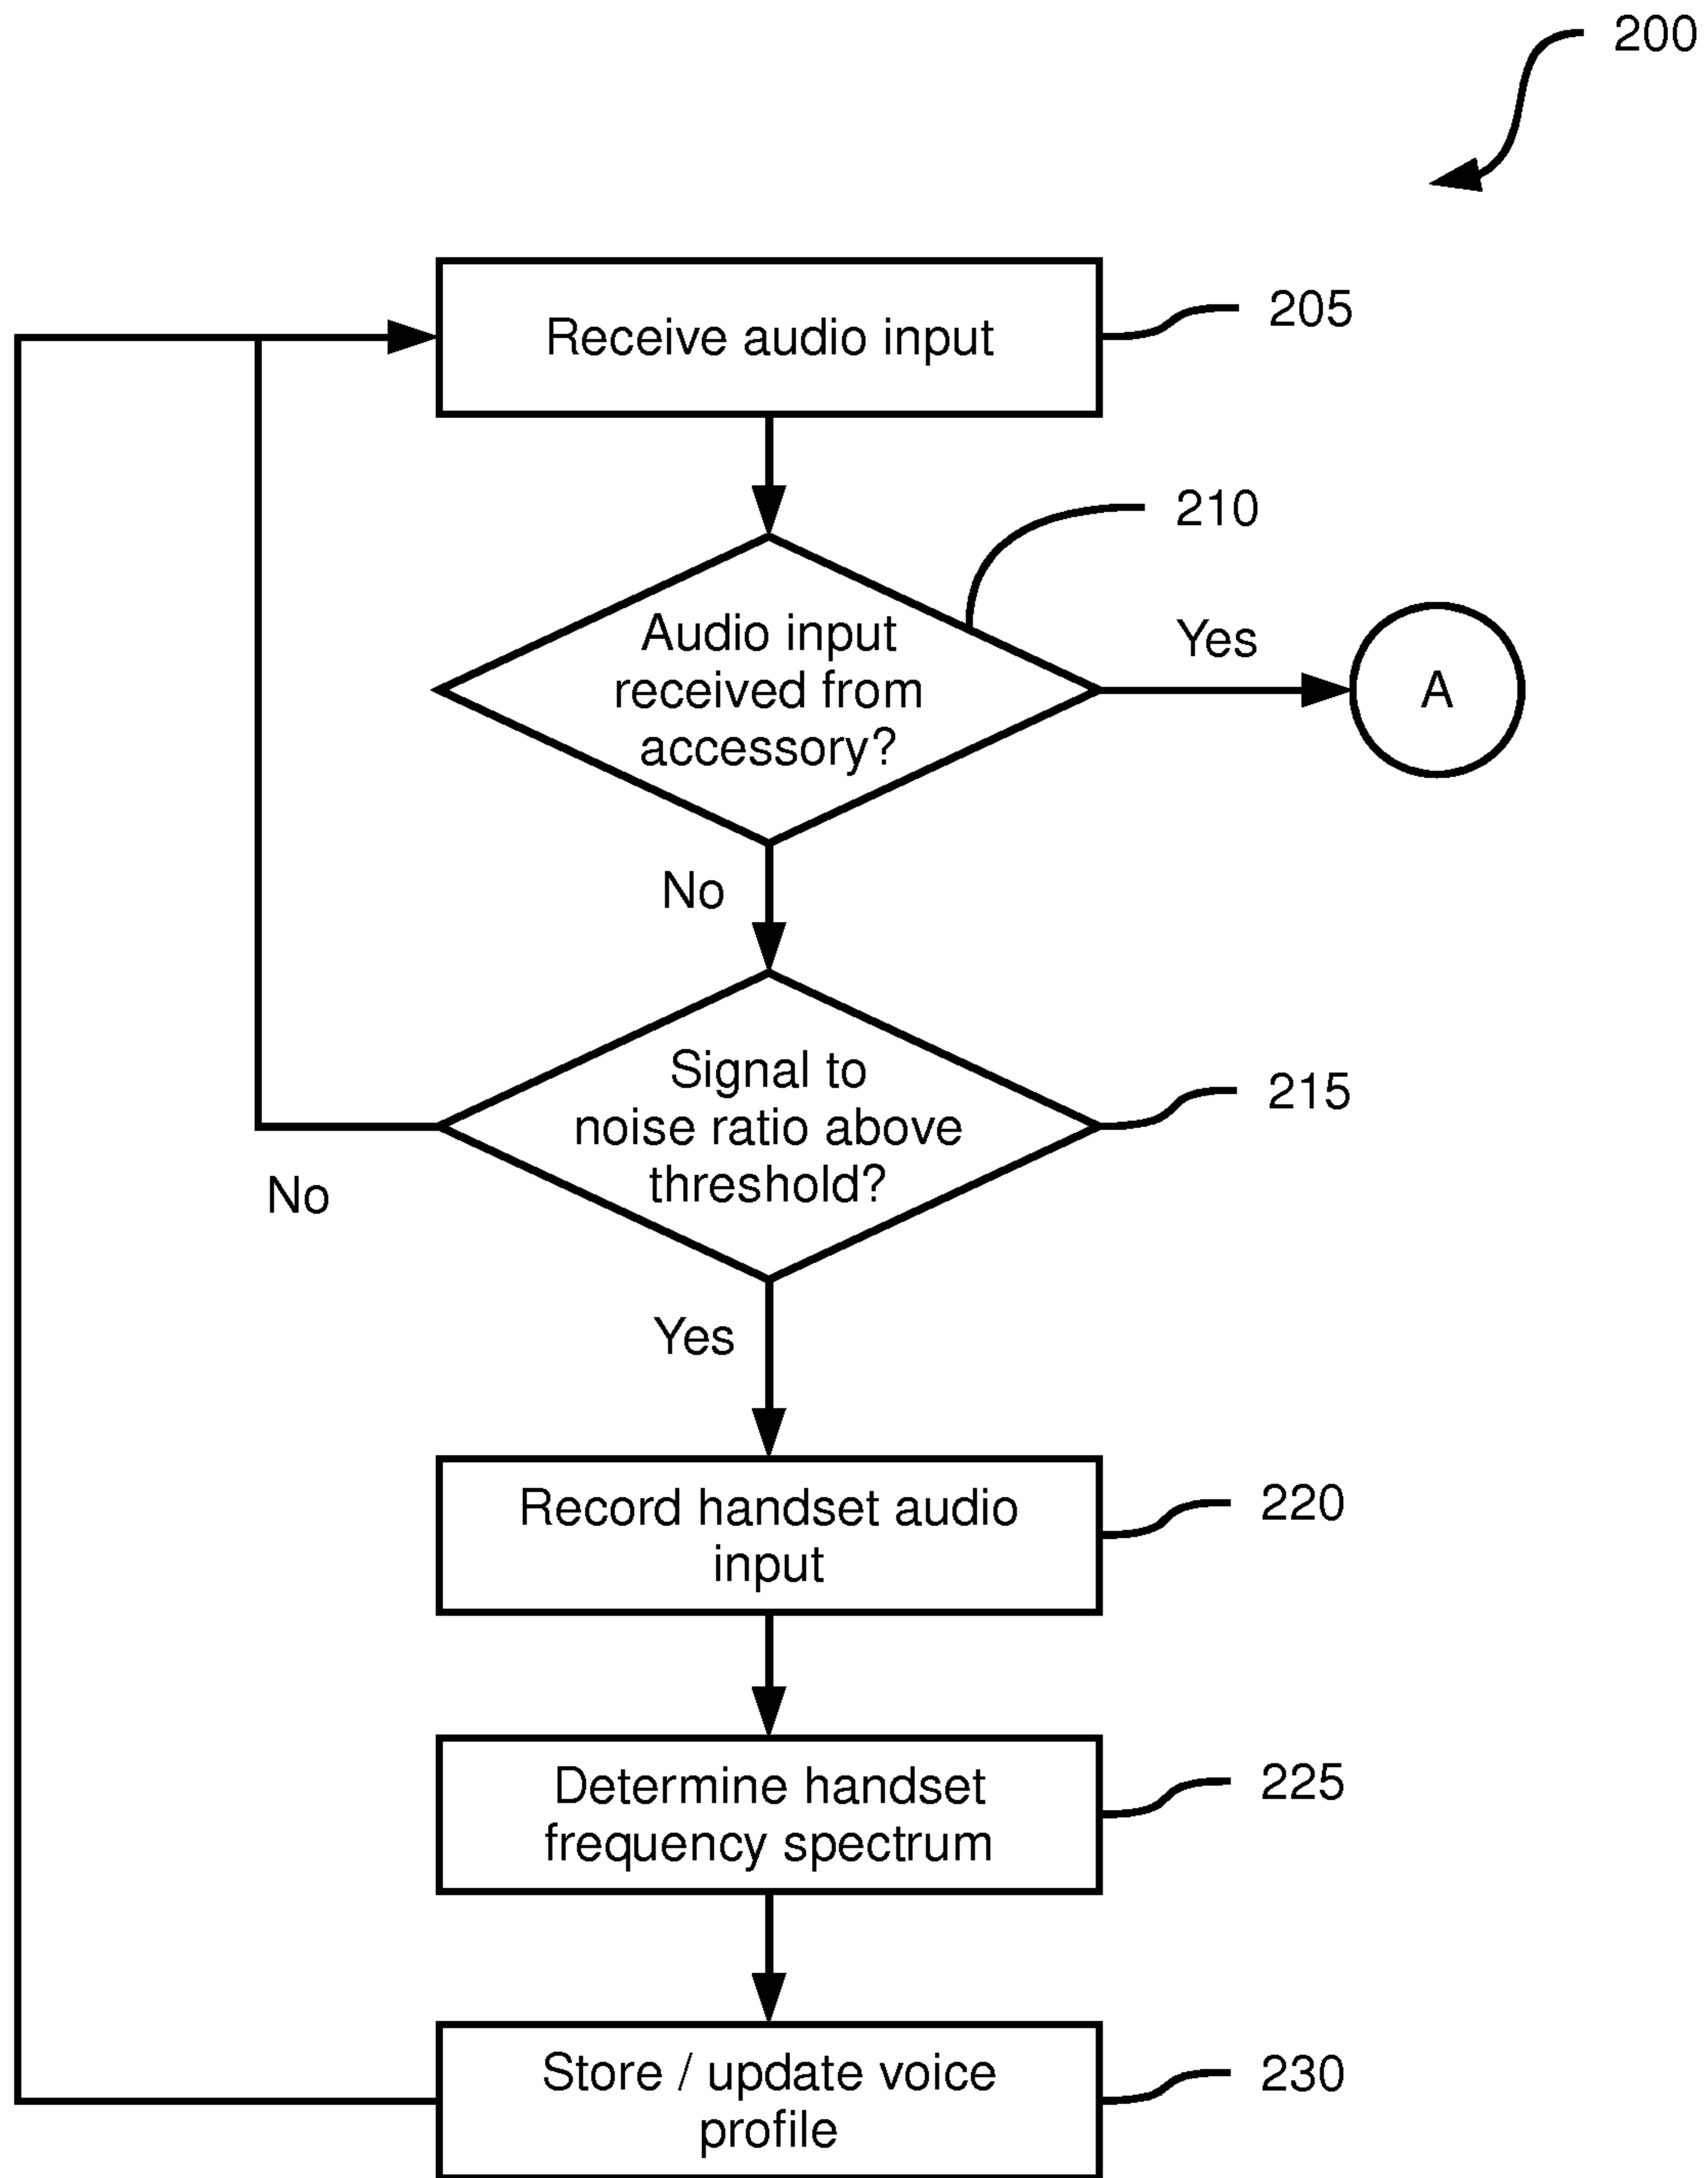 200
Receive audio input
205
210
Audio input
received from
accessory?
Yes
A
No
Signal to
noise ratio above
threshold?
215
No
Yes
Record handset audio
input
220
Determine handset
frequency spectrum
225
Store / update voice
profile
230